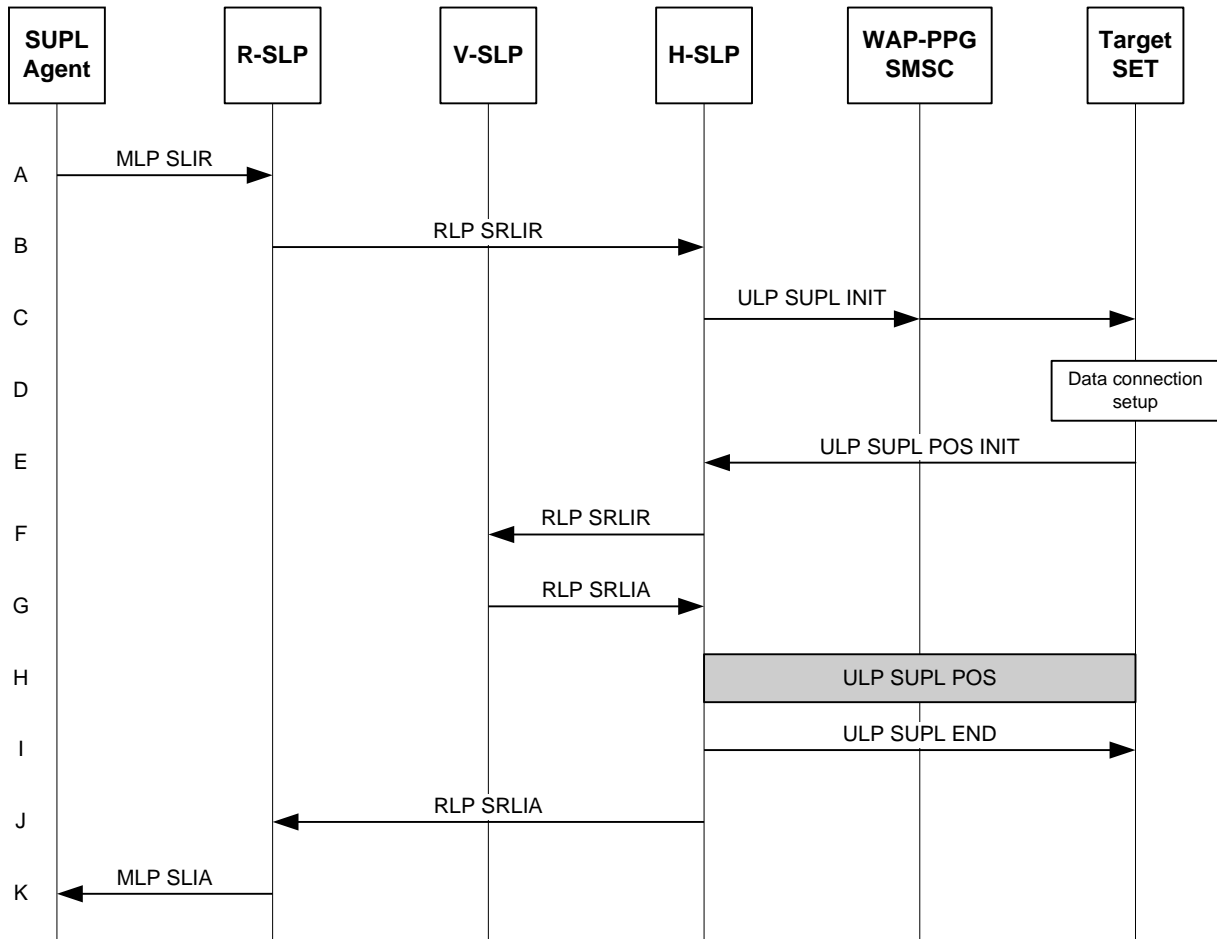 SUPL
Agent
R-SLP
V-SLP
H-SLP
WAP-PPG
SMSC
Target
SET
A
MLP SLIR
B
RLP SRLIR
C
ULP SUPL INIT
D
Data connection
setup
E
ULP SUPL POS INIT
F
RLP SRLIR
G
RLP SRLIA
H
ULP SUPL POS
I
ULP SUPL END
J
RLP SRLIA
K
MLP SLIA